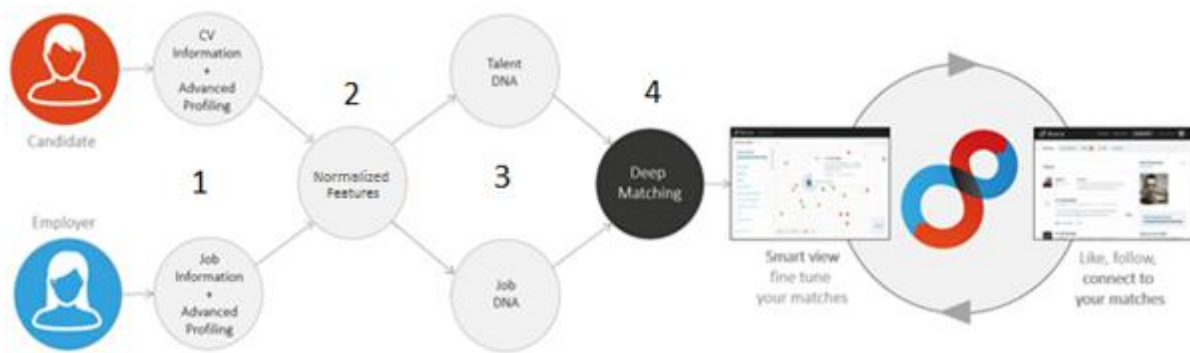 CV
Information
+
Advanced
Profiling
Candidate
1
Employer
Job
Information
+
Advanced
Profiling
2
Normalized
Features
Talent
DNA
3
Job
DNA
4
Deep
Matching
Smart view
fine tune
your matches
Like, follow,
connect to
your matches